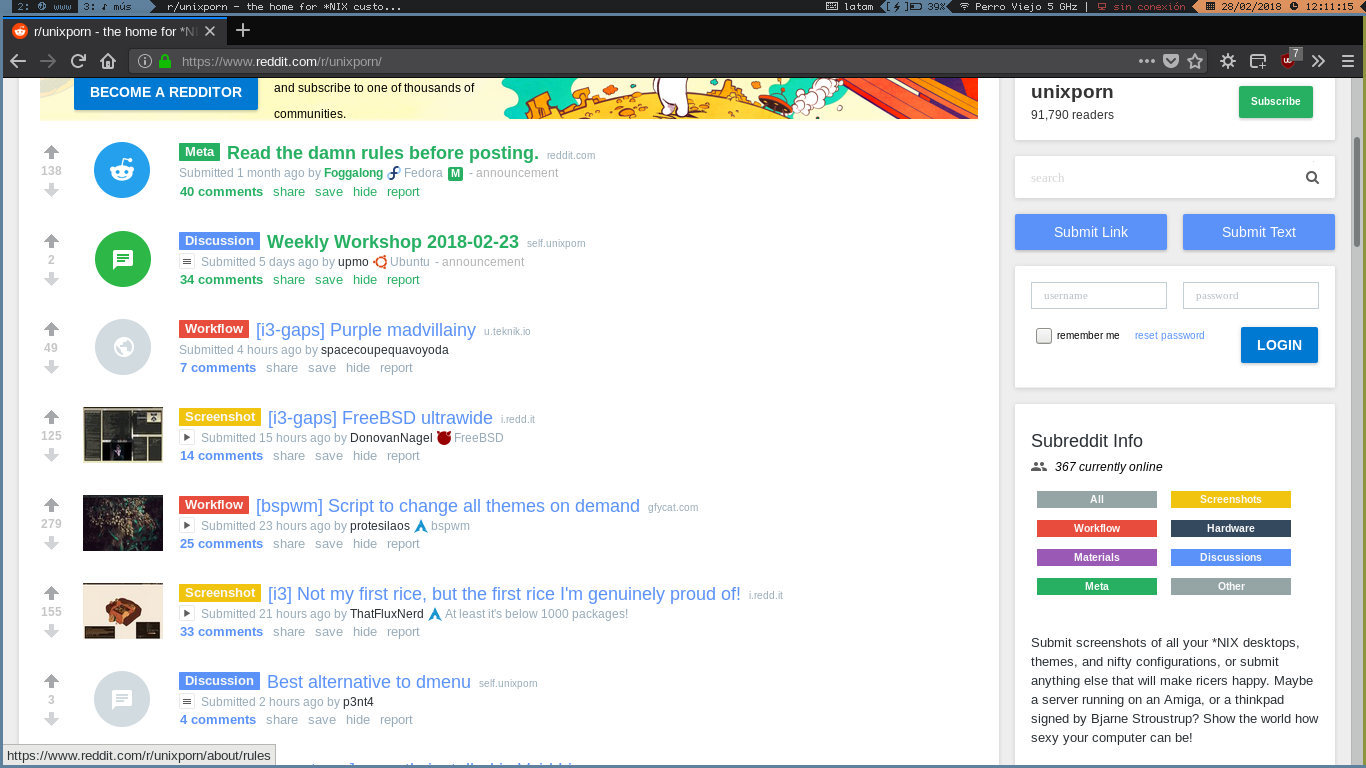 2: www 3: ♪ mús r/unixporn - the home for *NIX custo... latam 39% Perro Viejo 5 GHz | sin conexión 28/02/2018 12:11:15
r/unixporn - the home for *NI
https://www.reddit.com/r/unixporn/ 7
BECOME A REDDITOR
and subscribe to one of thousands of
communities.
Meta Read the damn rules before posting. reddit.com
138
Submitted 1 month ago by Foggalong Fedora M - announcement
40 comments share save hide report
Discussion Weekly Workshop 2018-02-23 self.unixporn
2
Submitted 5 days ago by upmo Ubuntu - announcement
34 comments share save hide report
Workflow [i3-gaps] Purple madvillainy u.teknik.io
49
Submitted 4 hours ago by spacecoupequavoyoda
7 comments share save hide report
Screenshot [i3-gaps] FreeBSD ultrawide i.redd.it
125
Submitted 15 hours ago by DonovanNagel FreeBSD
14 comments share save hide report
Workflow [bspwm] Script to change all themes on demand gfycat.com
279
Submitted 23 hours ago by protesilaos bspwm
25 comments share save hide report
Screenshot [i3] Not my first rice, but the first rice I'm genuinely proud of! i.redd.it
155
Submitted 21 hours ago by ThatFluxNerd At least it's below 1000 packages!
33 comments share save hide report
Discussion Best alternative to dmenu self.unixporn
3
Submitted 2 hours ago by p3nt4
4 comments share save hide report
https://www.reddit.com/r/unixporn/about/rules
unixporn
91,790 readers
Subscribe
search
Submit Link Submit Text
username password
remember me reset password LOGIN
Subreddit Info
367 currently online
All Screenshots
Workflow Hardware
Materials Discussions
Meta Other
Submit screenshots of all your *NIX desktops,
themes, and nifty configurations, or submit
anything else that will make ricers happy. Maybe
a server running on an Amiga, or a thinkpad
signed by Bjarne Stroustrup? Show the world how
sexy your computer can be!